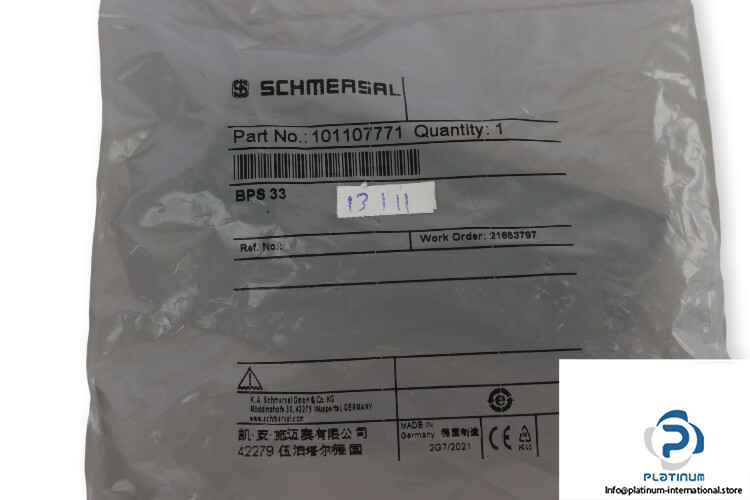 SCHMERSAL
Part No.: 101107771 Quantity: 1
BPS 33
13 111
Ref. No.:
Work Order: 21653797
K.A. Schmersal GmbH & Co. KG
Möddinghofe 30, 42279 Wuppertal, GERMANY
www.schmersal.com
凯·安·施迈赛有限公司
42279 伍泊塔尔德国
MADE IN
Germany 德国制造
2G7/2021
CE
PLATINUM
Info@platinum-international.store